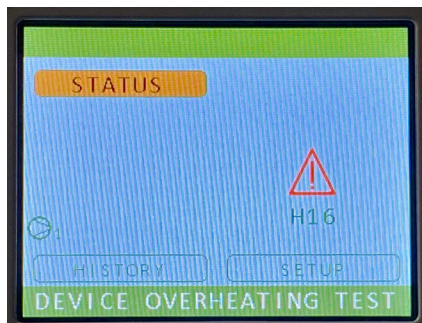 STATUS
H16
1
HISTORY
SETUP
DEVICE OVERHEATING TEST